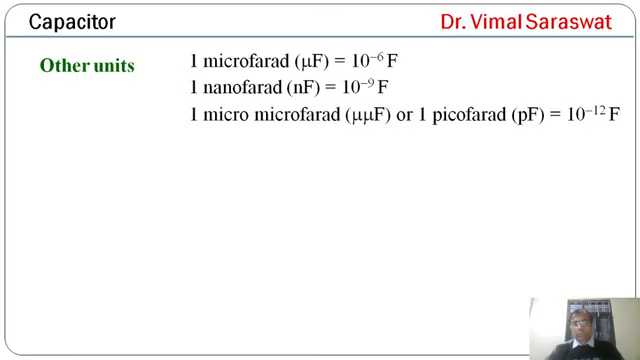 Capacitor Dr. Vimal Saraswat
Other units
1 microfarad (μF) = 10⁻⁶ F
1 nanofarad (nF) = 10⁻⁹ F
1 micro microfarad (μμF) or 1 picofarad (pF) = 10⁻¹² F